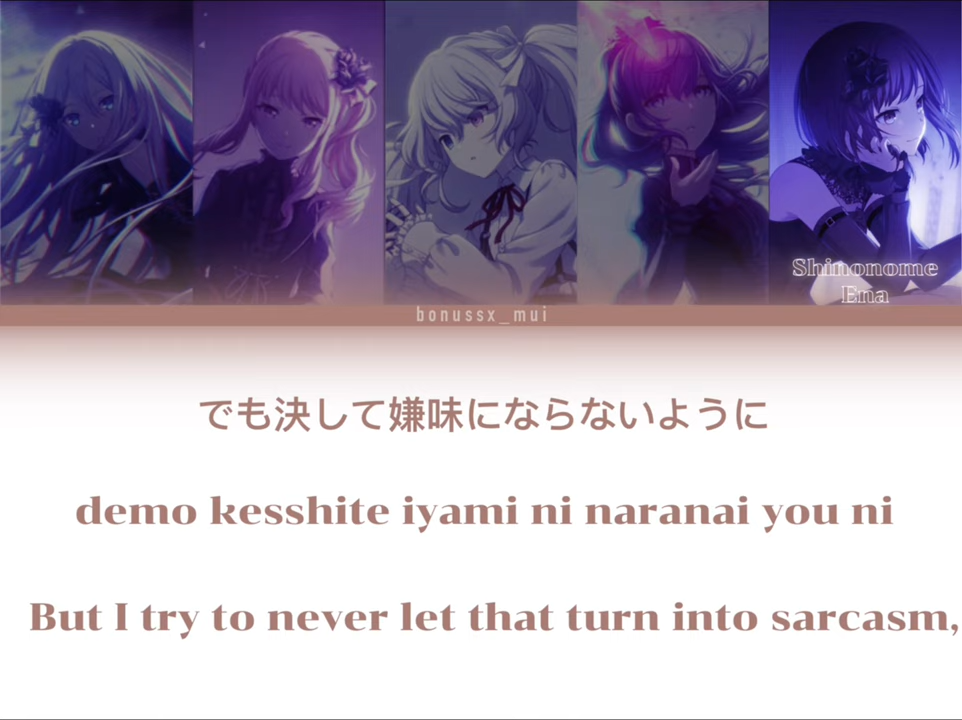 Shinonome
Ena
bonussx_mui
でも決して嫌味にならないように
demo kesshite iyami ni naranai you ni
But I try to never let that turn into sarcasm,